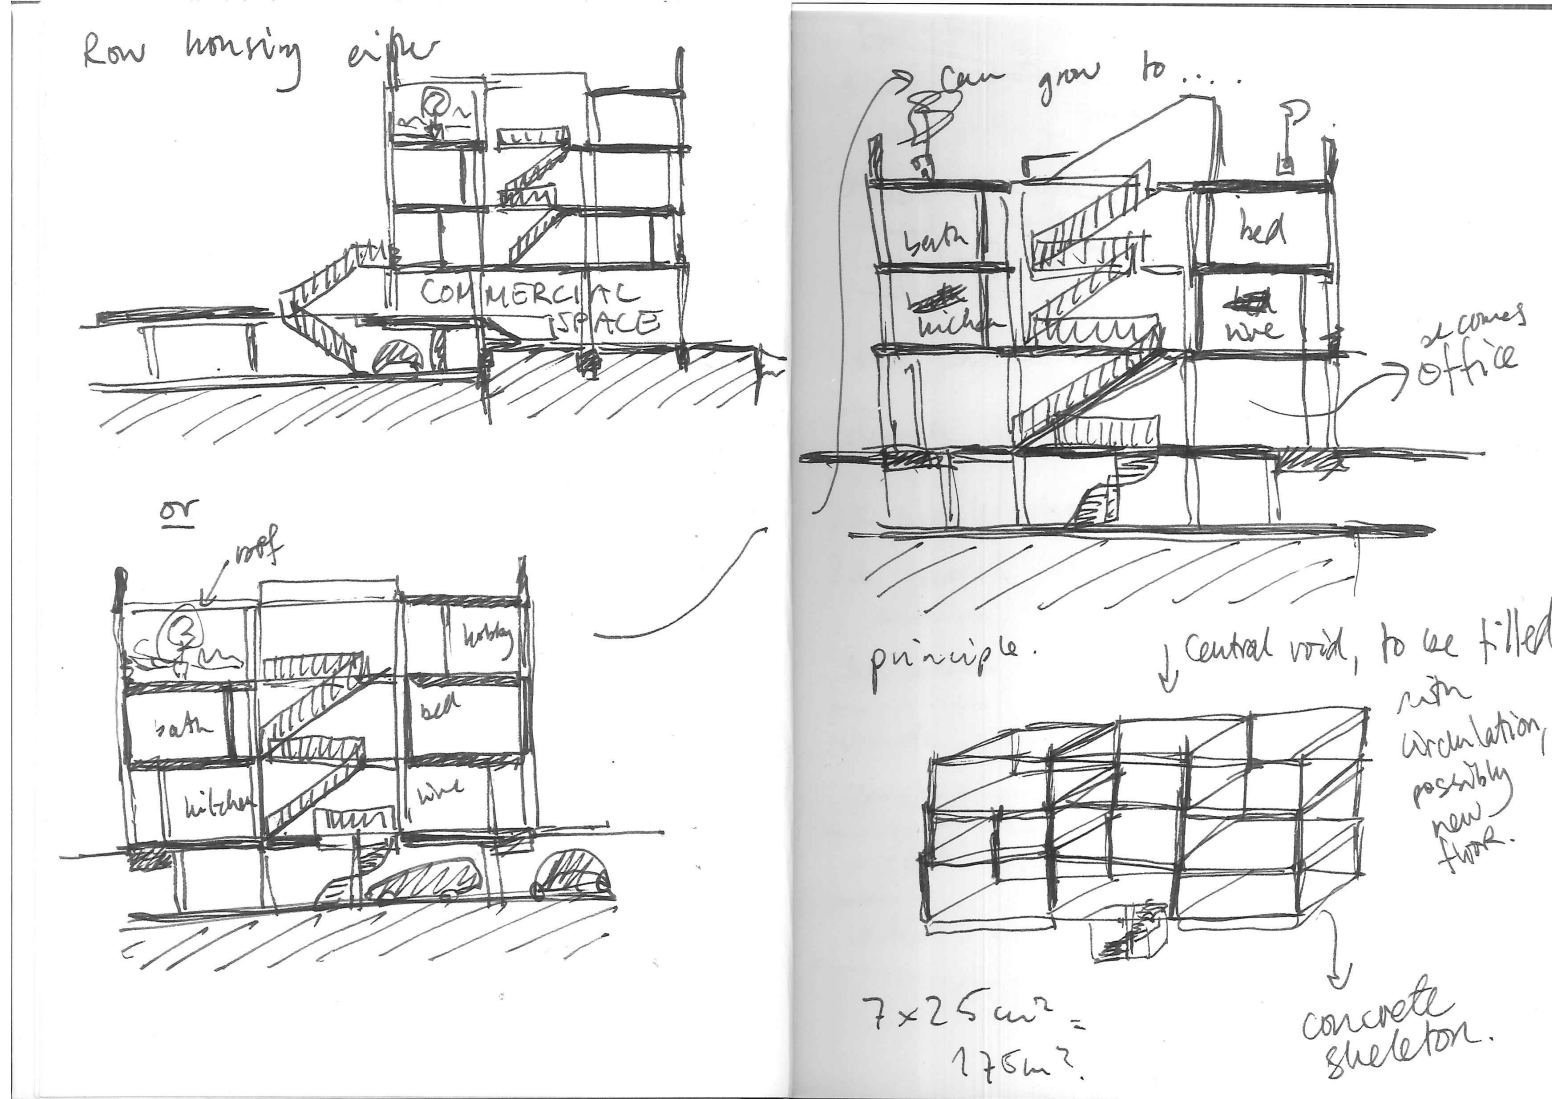 Row housing either
COMMERCIAL
SPACE
or
roof
hobby
bath
bed
kitchen
live
can grow to .....
bath
bed
kitchen
live
becomes
office
principle.
central void, to be filled
with
circulation,
possibly
new
floor.
7 x 25 m² =
175 m².
concrete
skeleton.